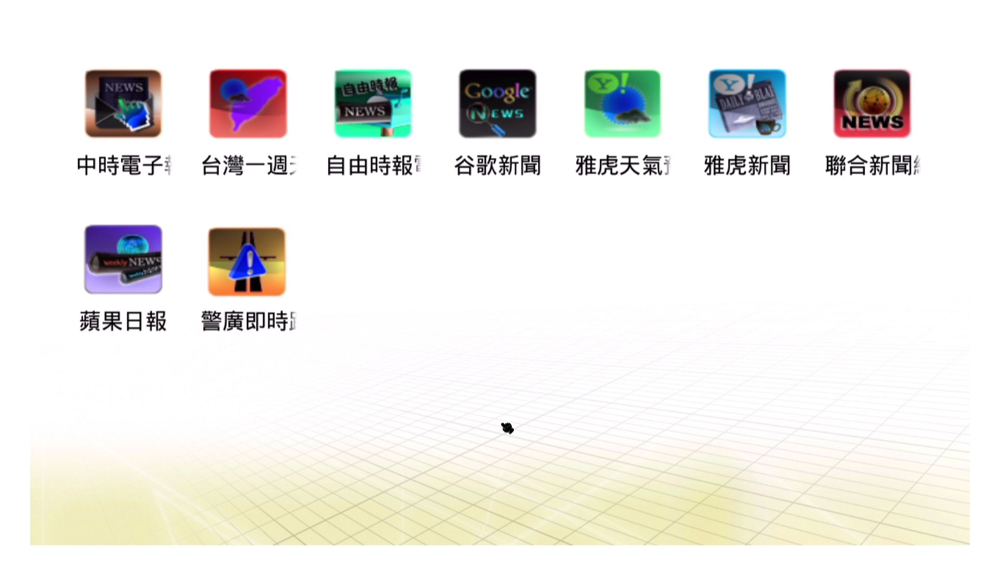 NEWS
自由時報
NEWS
Google
NEWS
Y!
Y!
DAILY BLAI
NEWS
中時電子
台灣一週
自由時報
谷歌新聞
雅虎天氣
雅虎新聞
聯合新聞
weekly NEWS
蘋果日報
警廣即時